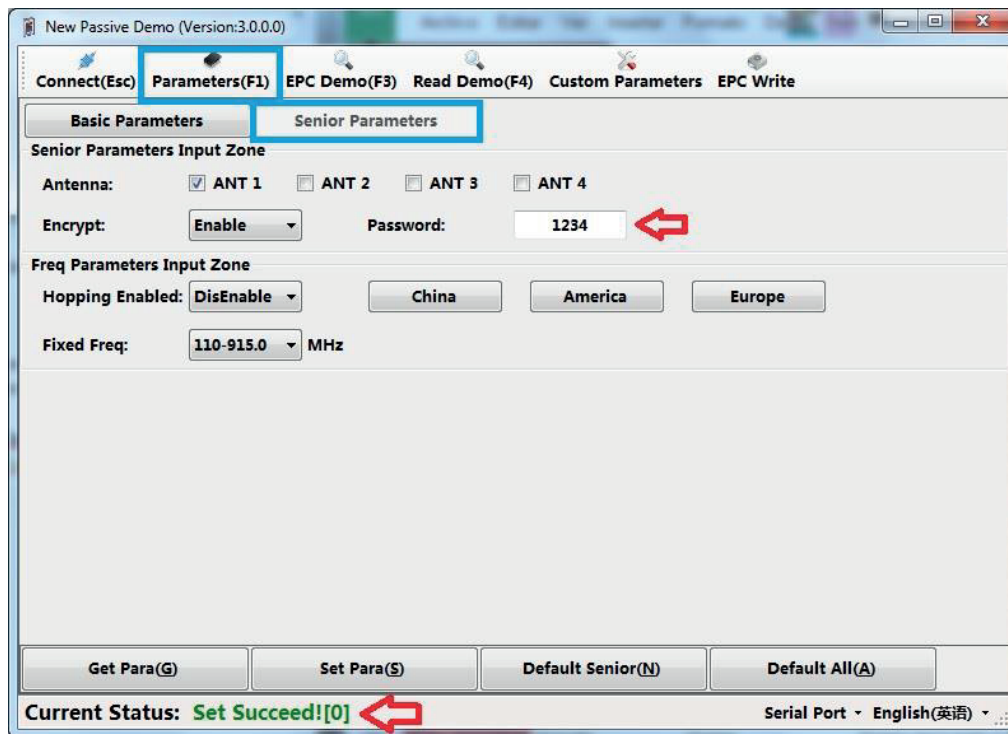 New Passive Demo (Version:3.0.0.0)
Connect(Esc) Parameters(F1) EPC Demo(F3) Read Demo(F4) Custom Parameters EPC Write
Basic Parameters Senior Parameters
Senior Parameters Input Zone
Antenna: ANT 1 ANT 2 ANT 3 ANT 4
Encrypt: Enable Password: 1234
Freq Parameters Input Zone
Hopping Enabled: DisEnable China America Europe
Fixed Freq: 110-915.0 MHz
Get Para(G) Set Para(S) Default Senior(N) Default All(A)
Current Status: Set Succeed![0] Serial Port English(英语)